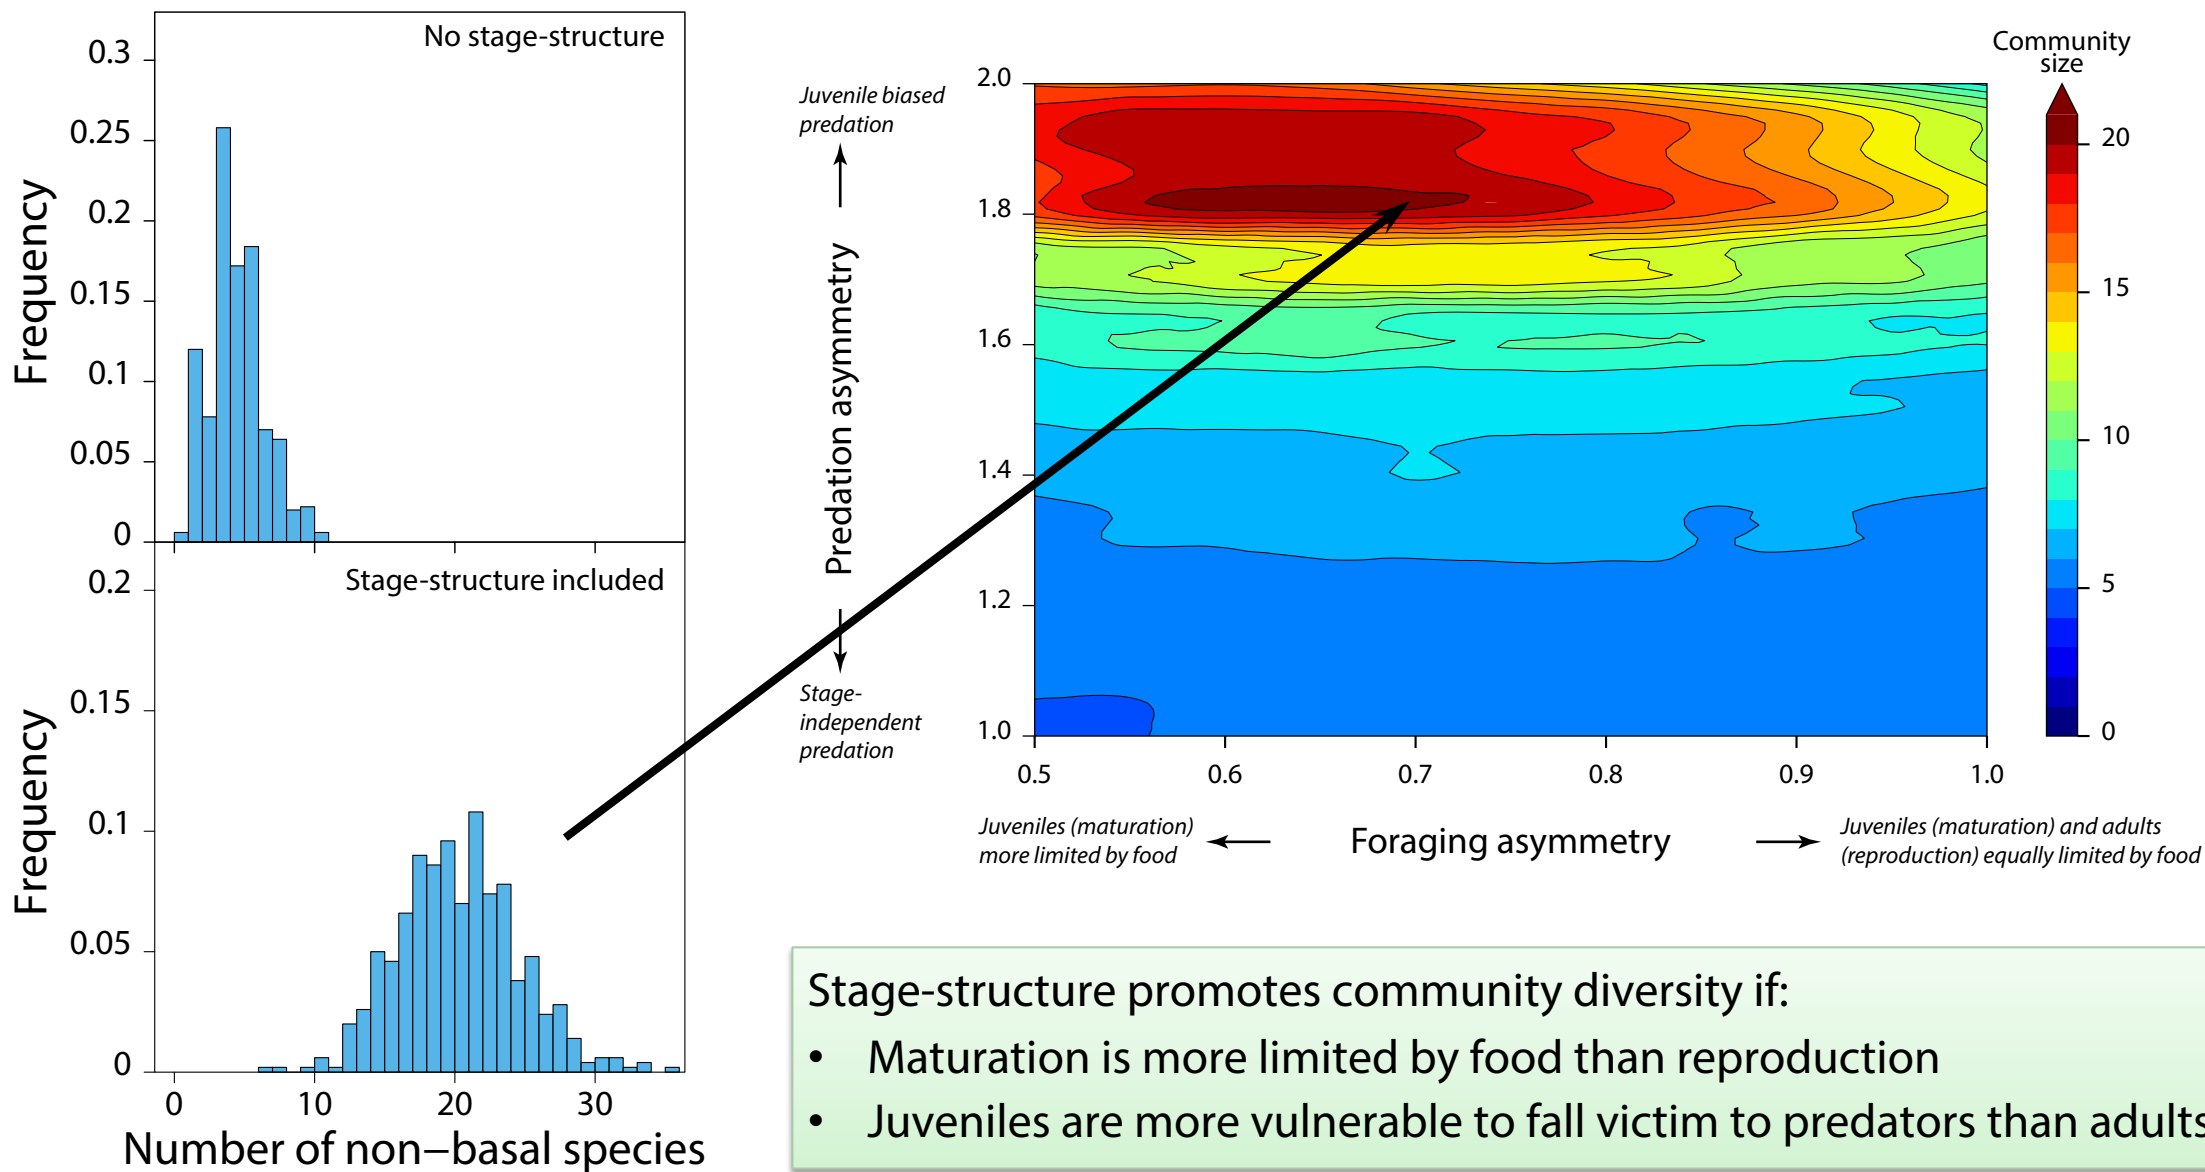 No stage-structure
Frequency
0.3
0.25
0.2
0.15
0.1
0.05
0
Stage-structure included
Frequency
0.2
0.15
0.1
0.05
0
0 10 20 30
Number of non−basal species
Juvenile biased
predation
Predation asymmetry
Stage-
independent
predation
2.0
1.8
1.6
1.4
1.2
1.0
0.5 0.6 0.7 0.8 0.9 1.0
Juveniles (maturation)
more limited by food
Foraging asymmetry
Juveniles (maturation) and adults
(reproduction) equally limited by food
Community
size
20
15
10
5
0
Stage-structure promotes community diversity if:
• Maturation is more limited by food than reproduction
• Juveniles are more vulnerable to fall victim to predators than adults